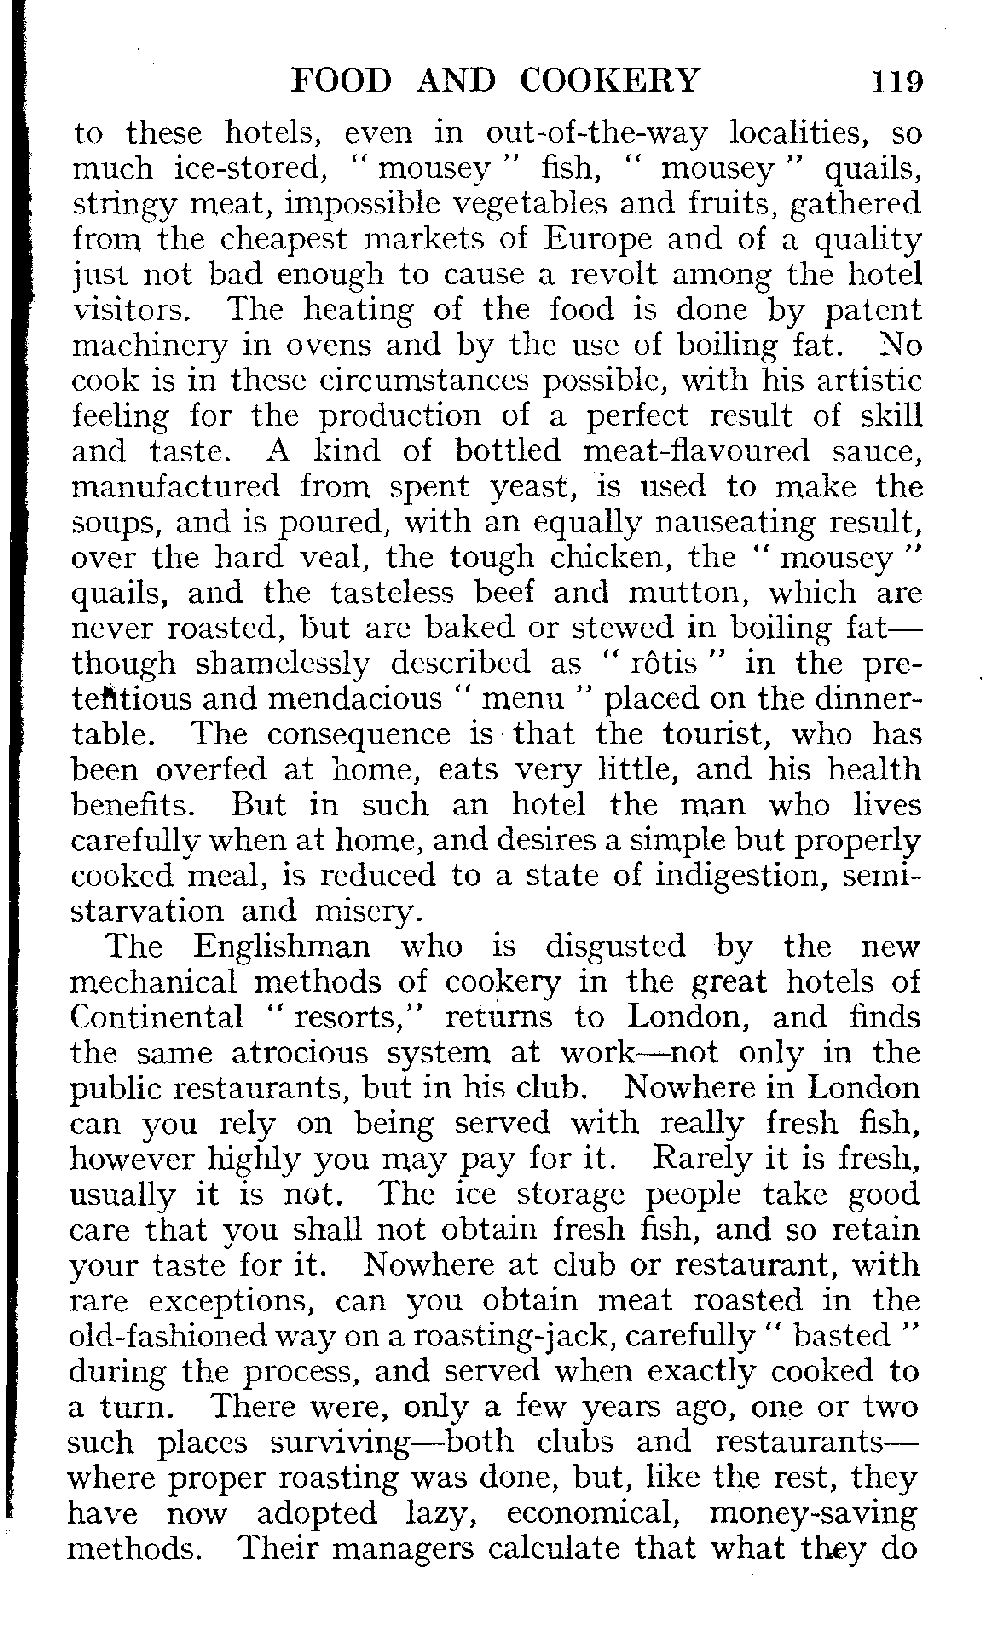 FOOD AND COOKERY 119
to these hotels, even in out-of-the-way localities, so
much ice-stored, " mousey " fish, " mousey " quails,
stringy meat, impossible vegetables and fruits, gathered
from the cheapest markets of Europe and of a quality
just not bad enough to cause a revolt among the hotel
visitors. The heating of the food is done by patent
machinery in ovens and by the use of boiling fat. No
cook is in these circumstances possible, with his artistic
feeling for the production of a perfect result of skill
and taste. A kind of bottled meat-flavoured sauce,
manufactured from spent yeast, is used to make the
soups, and is poured, with an equally nauseating result,
over the hard veal, the tough chicken, the " mousey "
quails, and the tasteless beef and mutton, which are
never roasted, but are baked or stewed in boiling fat—
though shamelessly described as " rôtis " in the pre-
tentious and mendacious " menu " placed on the dinner-
table. The consequence is that the tourist, who has
been overfed at home, eats very little, and his health
benefits. But in such an hotel the man who lives
carefully when at home, and desires a simple but properly
cooked meal, is reduced to a state of indigestion, semi-
starvation and misery.
The Englishman who is disgusted by the new
mechanical methods of cookery in the great hotels of
Continental " resorts," returns to London, and finds
the same atrocious system at work—not only in the
public restaurants, but in his club. Nowhere in London
can you rely on being served with really fresh fish,
however highly you may pay for it. Rarely it is fresh,
usually it is not. The ice storage people take good
care that you shall not obtain fresh fish, and so retain
your taste for it. Nowhere at club or restaurant, with
rare exceptions, can you obtain meat roasted in the
old-fashioned way on a roasting-jack, carefully " basted "
during the process, and served when exactly cooked to
a turn. There were, only a few years ago, one or two
such places surviving—both clubs and restaurants—
where proper roasting was done, but, like the rest, they
have now adopted lazy, economical, money-saving
methods. Their managers calculate that what they do